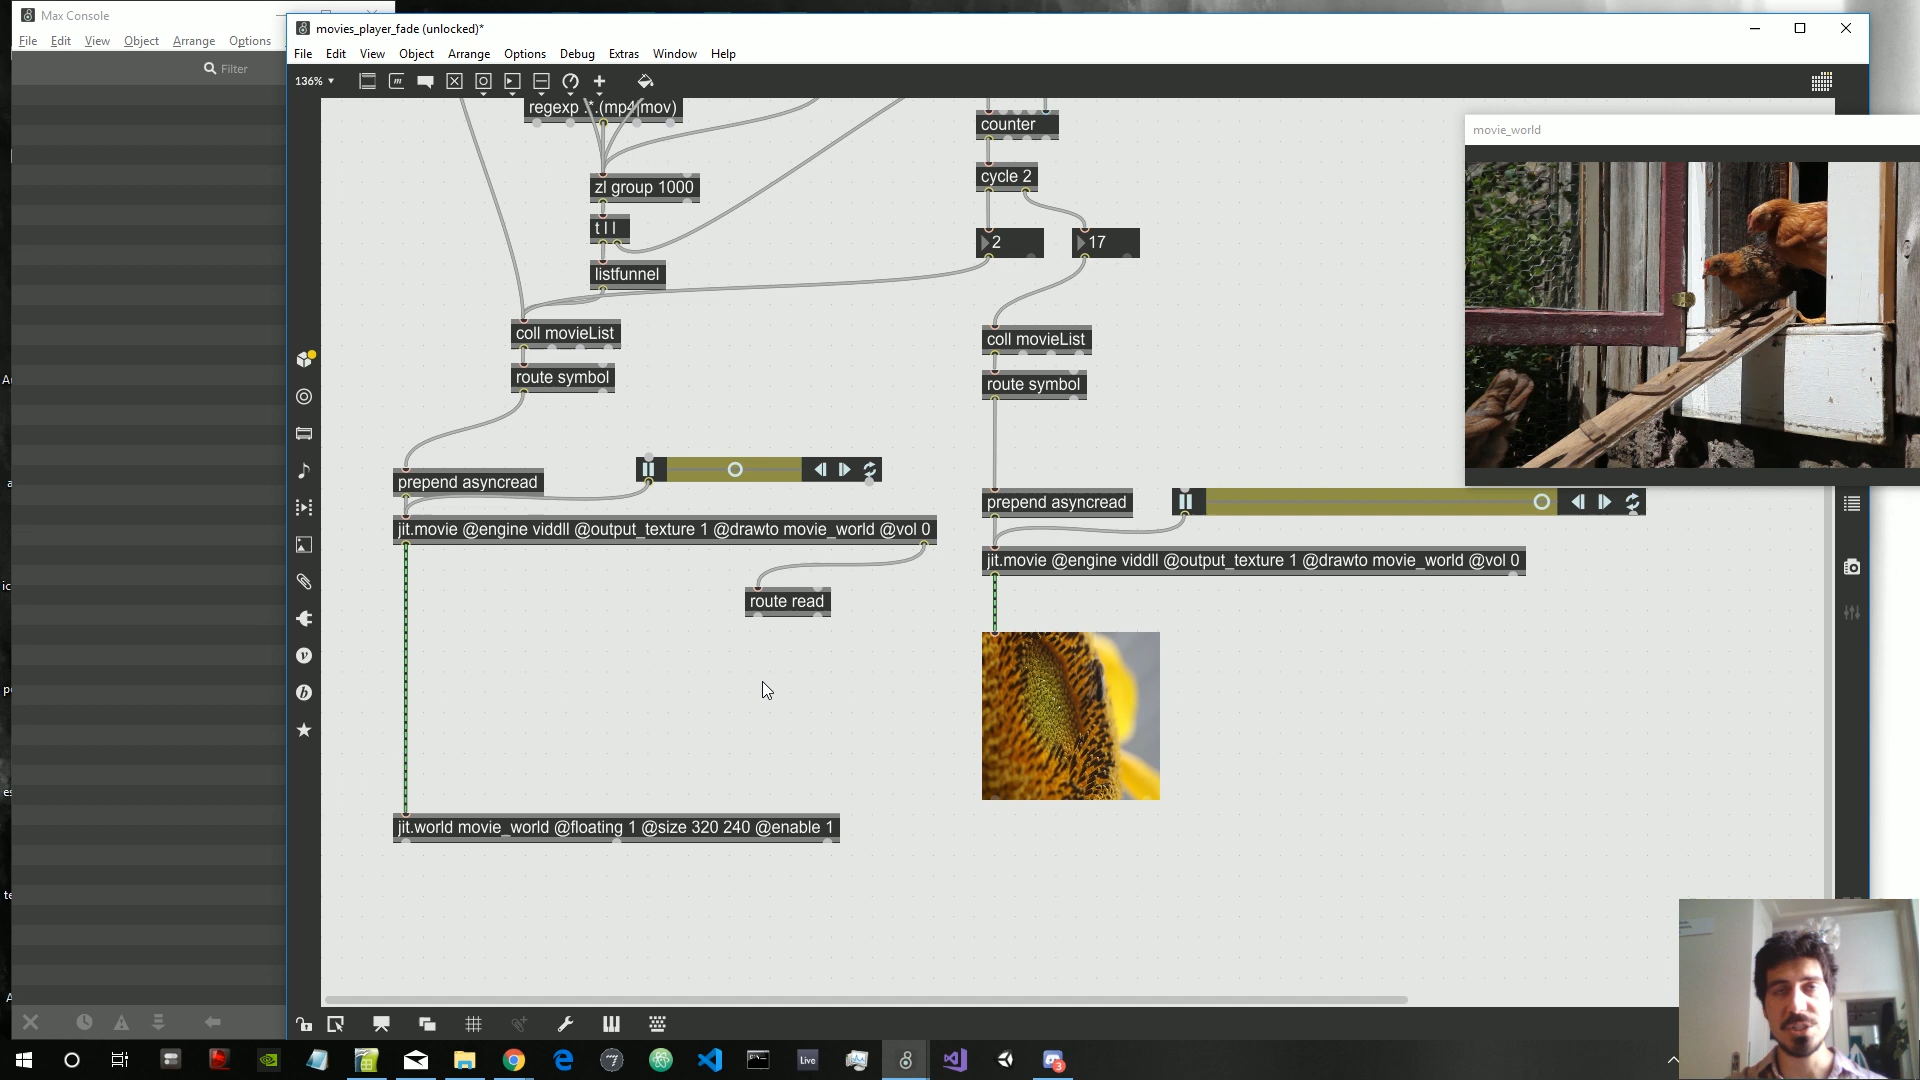 Max Console
File Edit View Object Arrange Options
Filter
movies_player_fade (unlocked)*
File Edit View Object Arrange Options Debug Extras Window Help
136%
regexp .*.(mp4|mov)
zl group 1000
t l l
listfunnel
coll movieList
route symbol
counter
cycle 2
2
17
coll movieList
route symbol
movie_world
prepend asyncread
jit.movie @engine viddll @output_texture 1 @drawto movie_world @vol 0
route read
prepend asyncread
jit.movie @engine viddll @output_texture 1 @drawto movie_world @vol 0
jit.world movie_world @floating 1 @size 320 240 @enable 1
Live
3